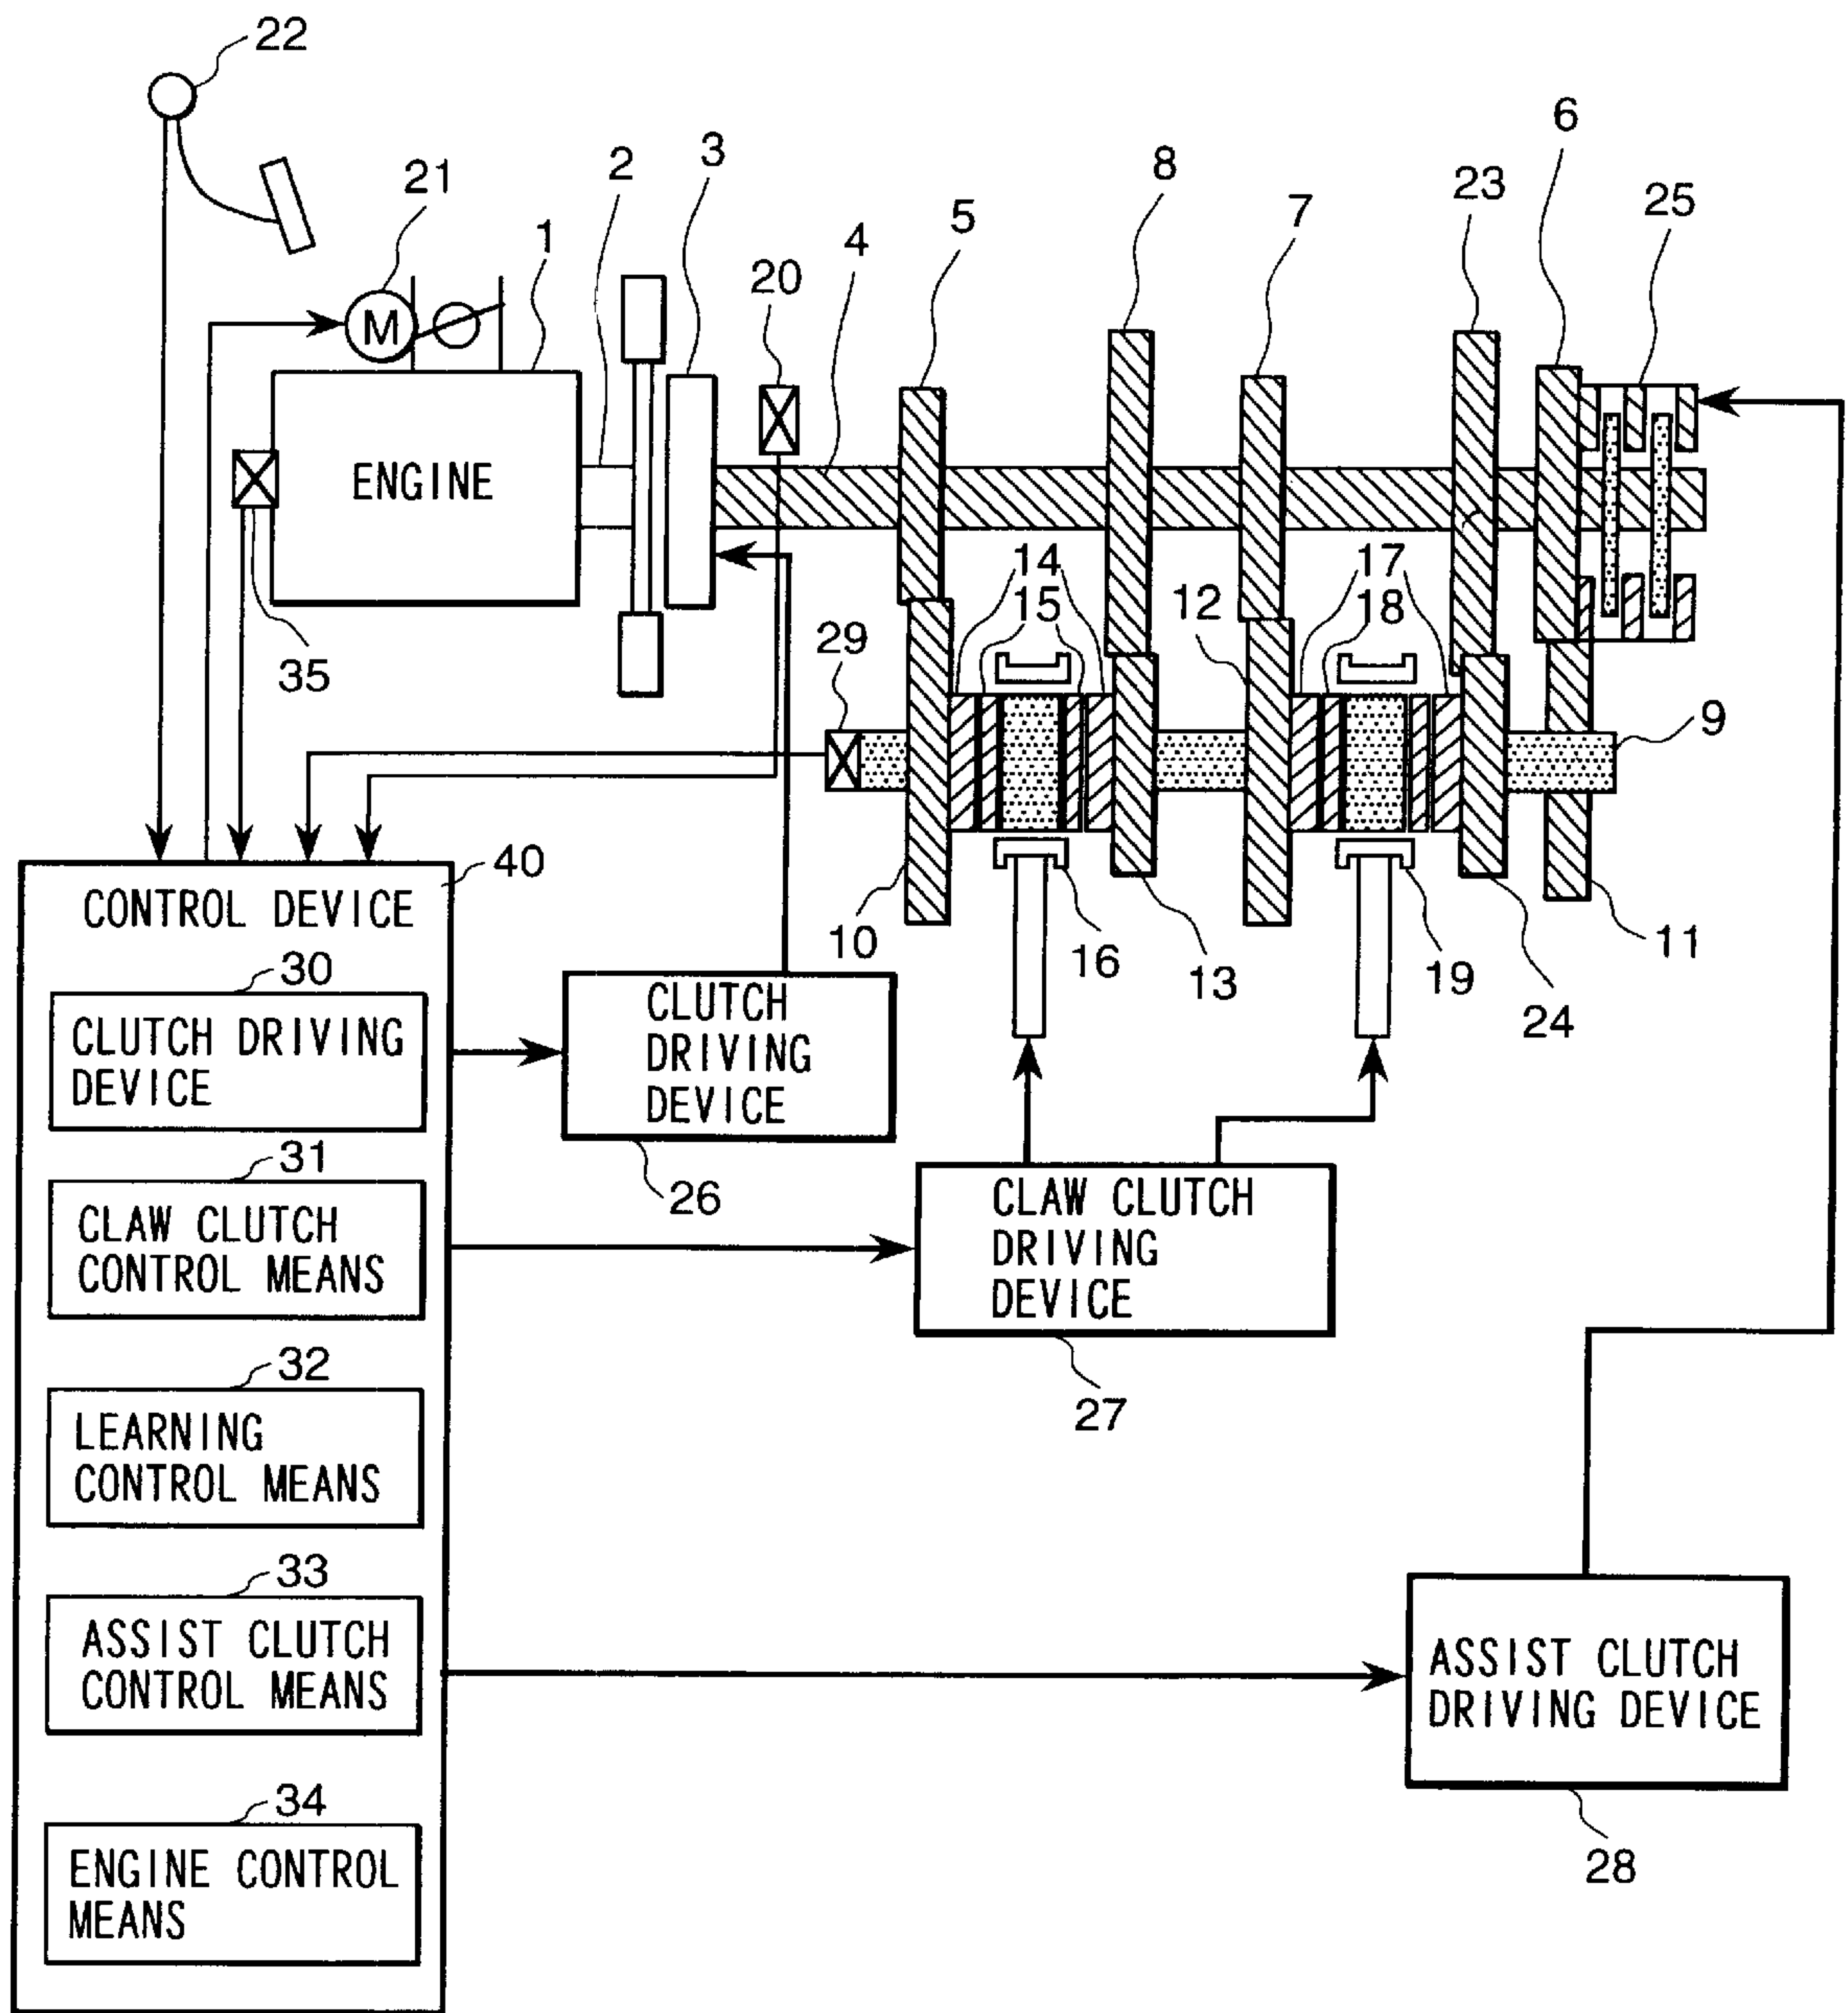 22
6
2
3
8
21
23
25
5
7
1
4
20
M
ENGINE
14
17
15
12
18
29
35
9
40
CONTROL DEVICE
10
16
13
19
11
24
30
CLUTCH DRIVING
DEVICE
CLUTCH
DRIVING
DEVICE
26
31
CLAW CLUTCH
CONTROL MEANS
CLAW CLUTCH
DRIVING
DEVICE
27
32
LEARNING
CONTROL MEANS
33
ASSIST CLUTCH
CONTROL MEANS
ASSIST CLUTCH
DRIVING DEVICE
28
34
ENGINE CONTROL
MEANS